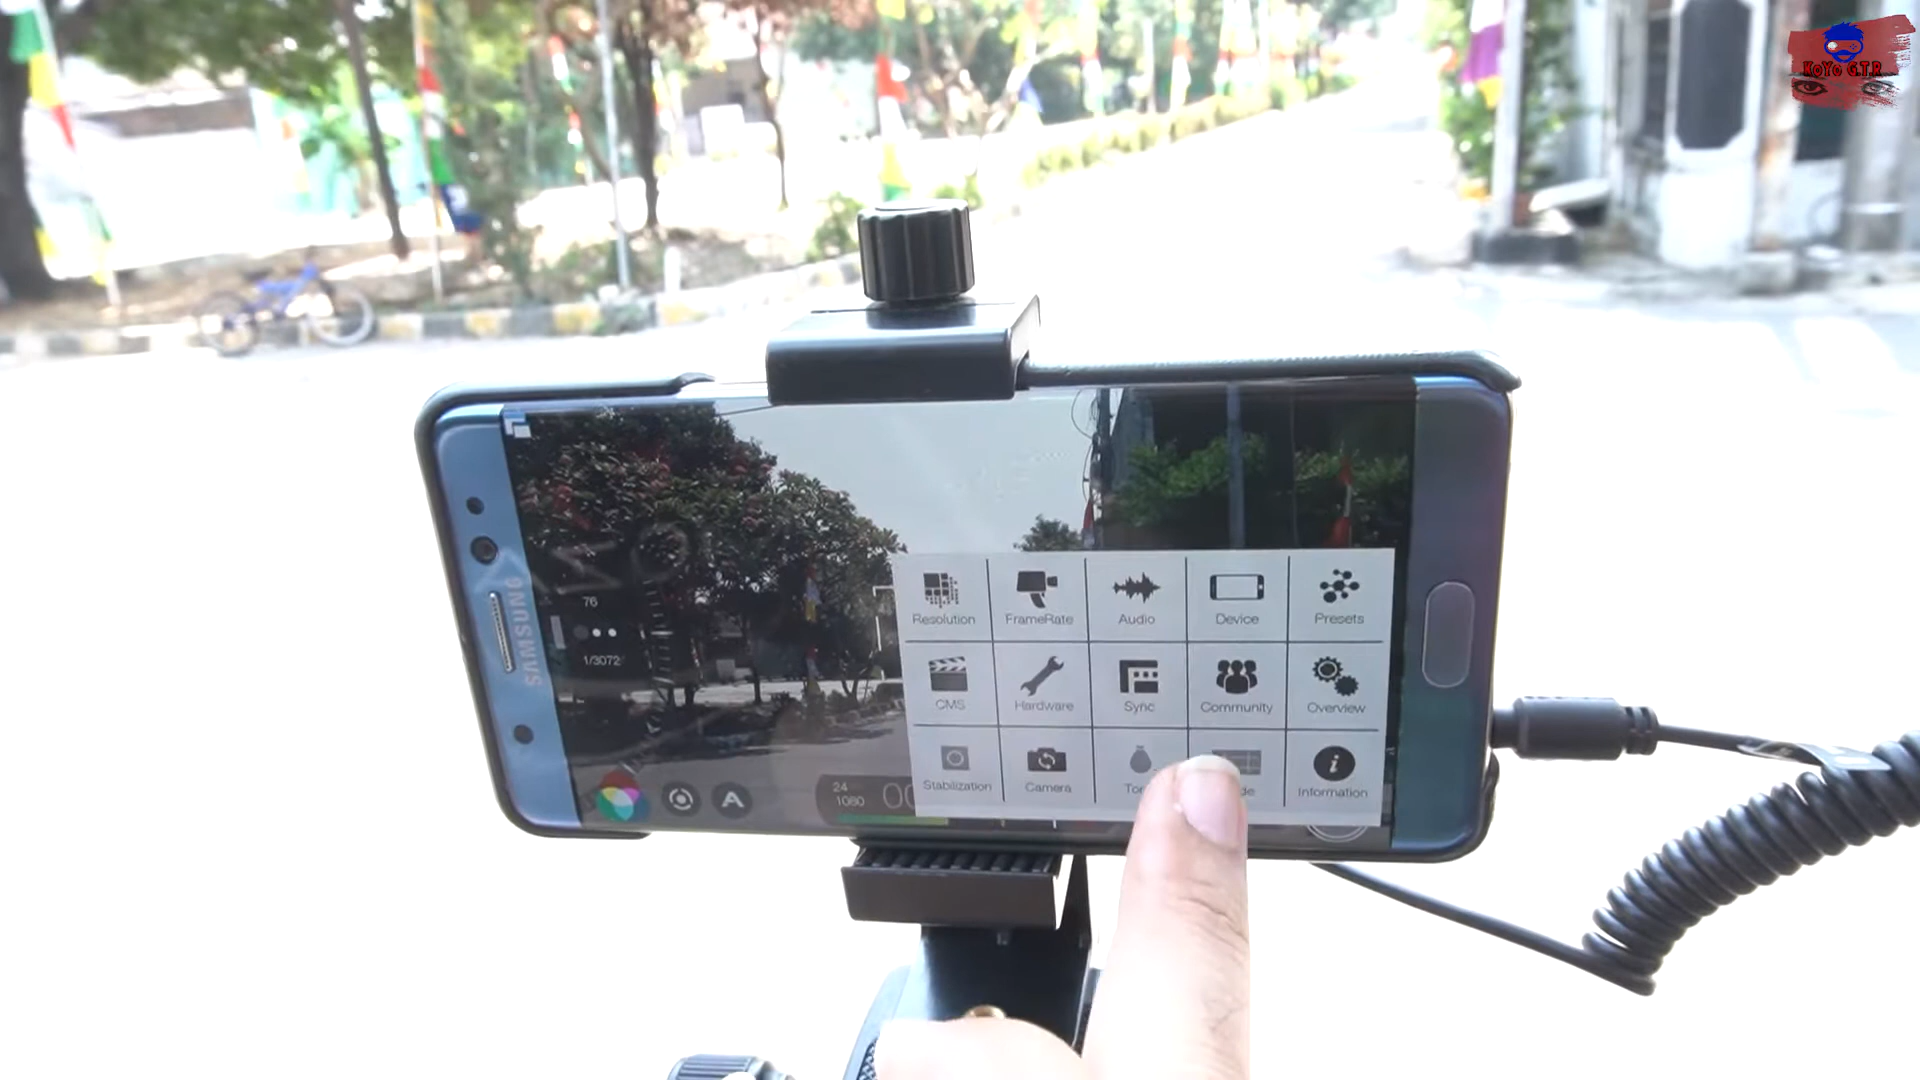 KoYo G.T.R
SAMSUNG
76
1/3072
Resolution
FrameRate
Audio
Device
Presets
CMS
Hardware
Sync
Community
Overview
Stabilization
Camera
Information
24
1080
A